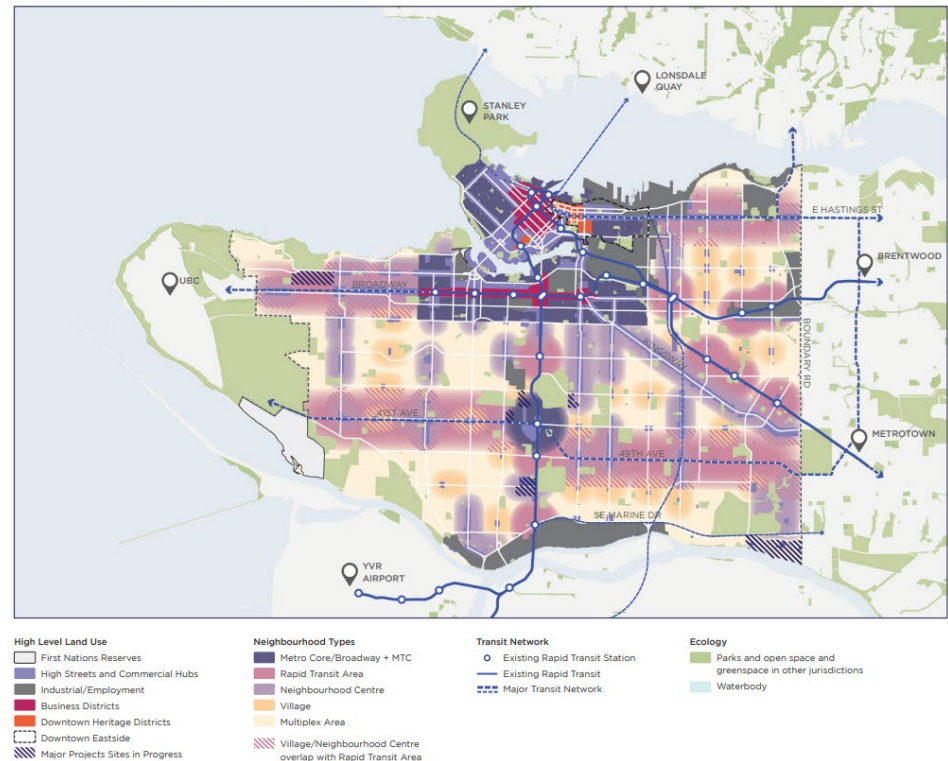 LONSDALE
QUAY
STANLEY
PARK
E HASTINGS ST
BRENTWOOD
UBC
BROADWAY
KINGSWAY
BOUNDARY RD
41ST AVE
METROTOWN
49TH AVE
SE MARINE DR
YVR
AIRPORT
High Level Land Use
First Nations Reserves
High Streets and Commercial Hubs
Industrial/Employment
Business Districts
Downtown Heritage Districts
Downtown Eastside
Major Projects Sites in Progress
Neighbourhood Types
Metro Core/Broadway + MTC
Rapid Transit Area
Neighbourhood Centre
Village
Multiplex Area
Village/Neighbourhood Centre
overlap with Rapid Transit Area
Transit Network
Existing Rapid Transit Station
Existing Rapid Transit
Major Transit Network
Ecology
Parks and open space and
greenspace in other jurisdictions
Waterbody